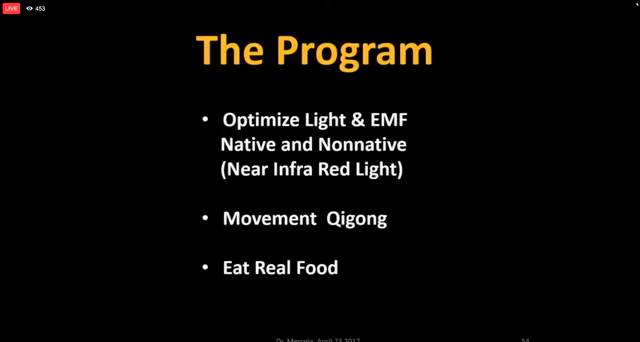 LIVE 453
The Program
• Optimize Light & EMF
Native and Nonnative
(Near Infra Red Light)
• Movement Qigong
• Eat Real Food
Dr. Mercola, April 23 2017 54